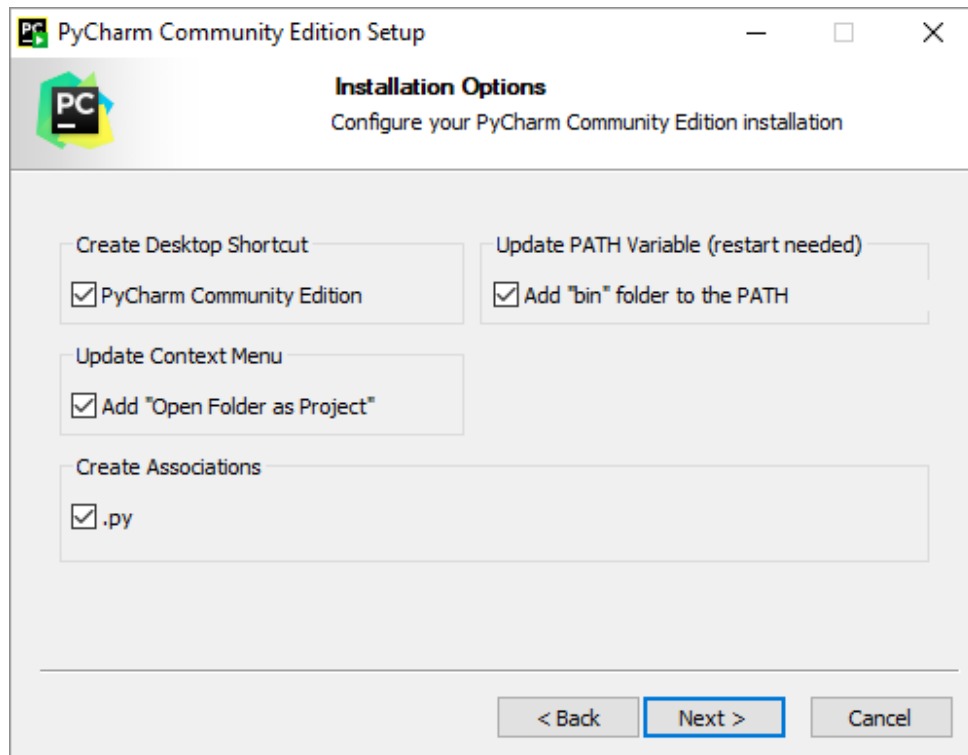 PyCharm Community Edition Setup
PC
Installation Options
Configure your PyCharm Community Edition installation
Create Desktop Shortcut
PyCharm Community Edition
Update PATH Variable (restart needed)
Add "bin" folder to the PATH
Update Context Menu
Add "Open Folder as Project"
Create Associations
.py
< Back
Next >
Cancel